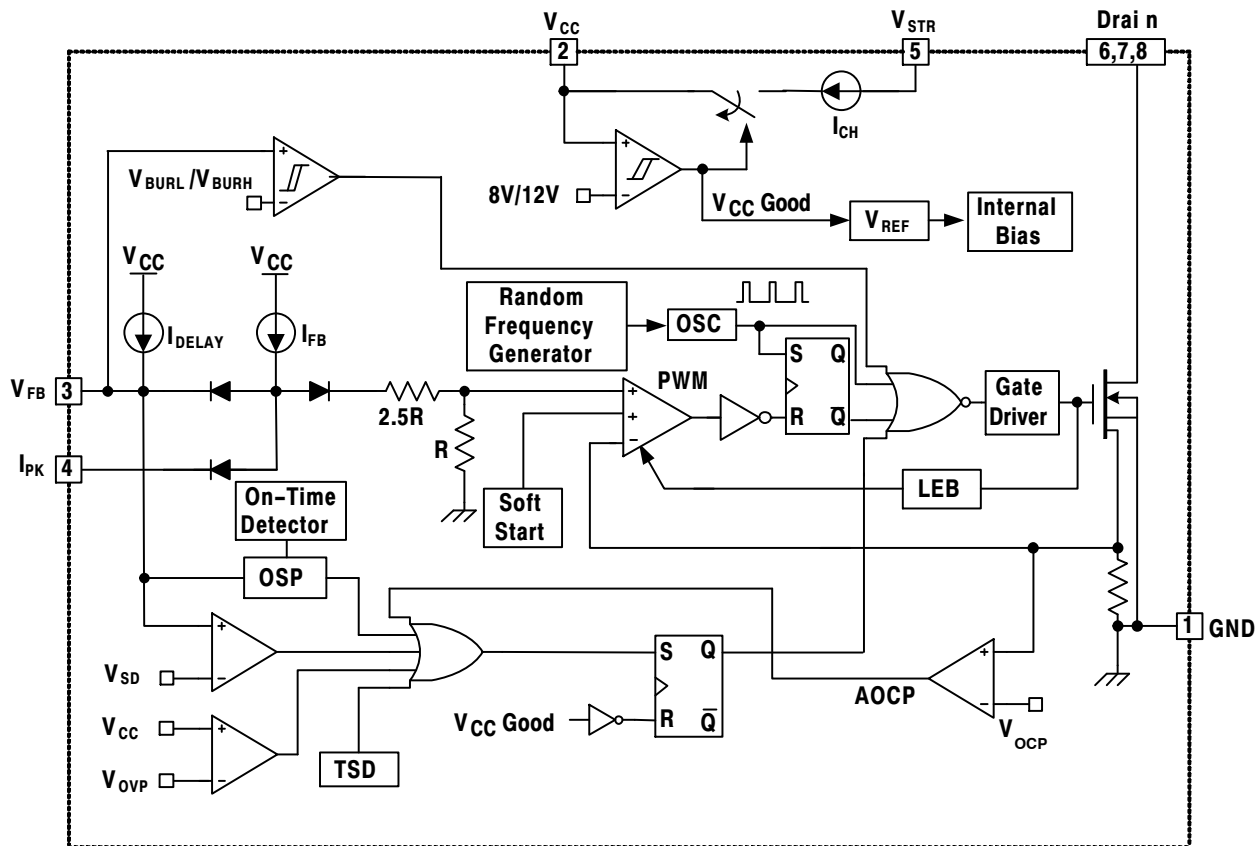 VCC
2
VSTR
5
Drai n
6,7,8
ICH
+
−
VBURL /VBURH
+
−
8V/12V
VCC Good
VREF
Internal
Bias
VCC
VCC
IDELAY
IFB
Random
Frequency
Generator
OSC
S Q
R Q̅
PWM
VFB 3
2.5R
R
+
+
−
Gate
Driver
IPK 4
LEB
On−Time
Detector
Soft
Start
OSP
1 GND
+
−
VSD
S Q
R Q̅
AOCP
+
−
VOCP
VCC
+
VOVP
−
VCC Good
TSD